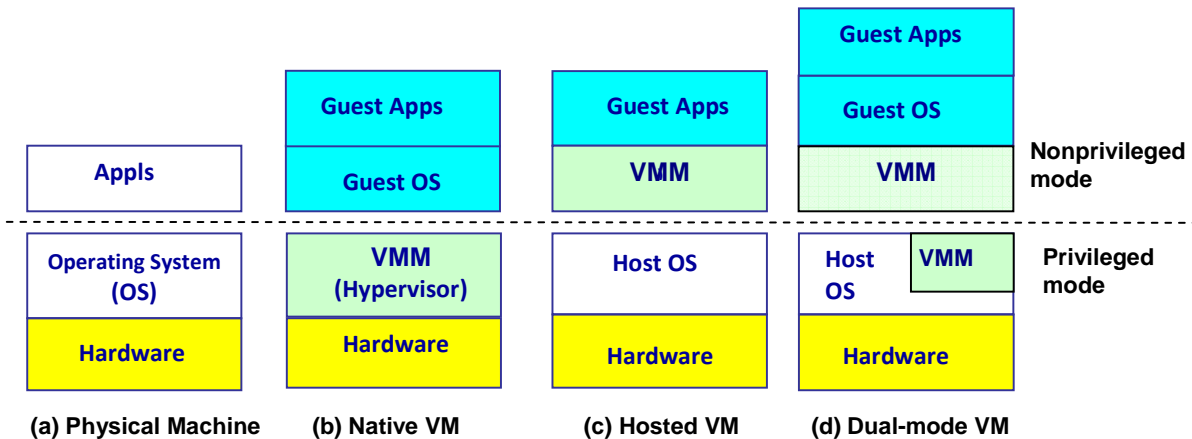 Guest Apps
Guest Apps
Guest Apps
Guest OS
Appls
Guest OS
VMM
VMM
Nonprivileged
mode
Operating System
(OS)
VMM
(Hypervisor)
Host OS
Host
OS
VMM
Privileged
mode
Hardware
Hardware
Hardware
Hardware
(a) Physical Machine
(b) Native VM
(c) Hosted VM
(d) Dual-mode VM